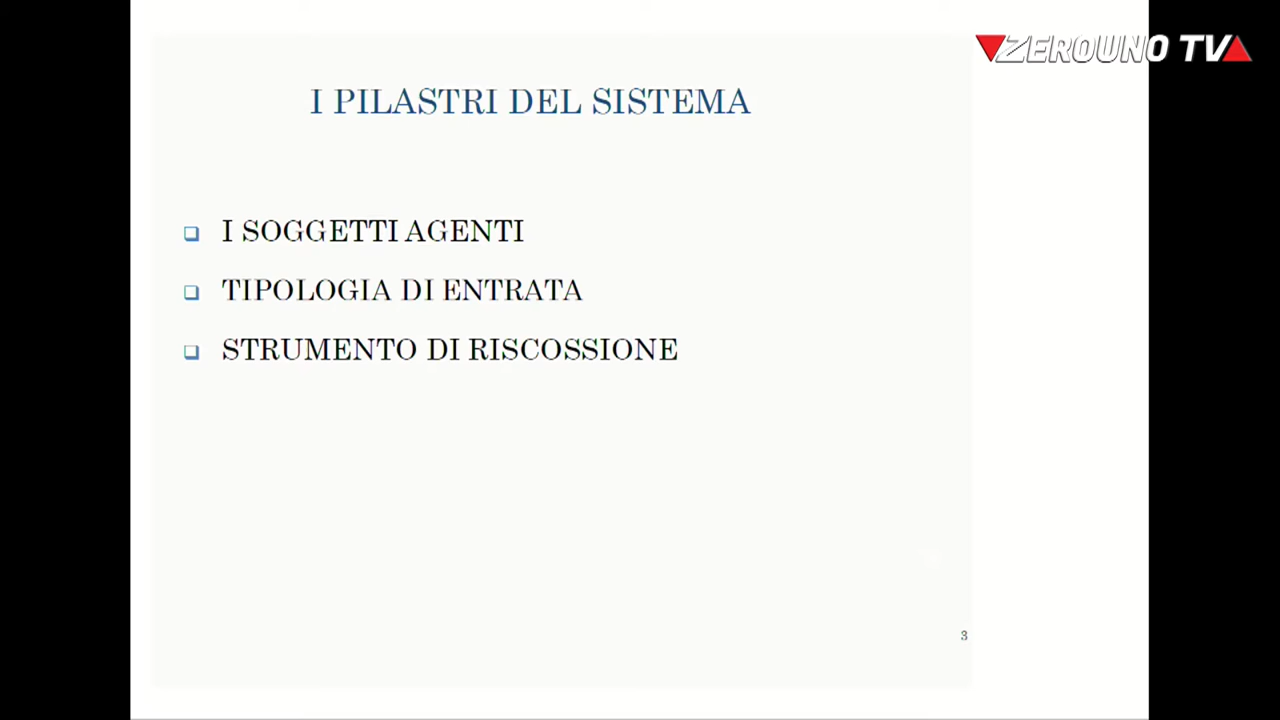 ZEROUNO TV
I PILASTRI DEL SISTEMA
I SOGGETTI AGENTI
TIPOLOGIA DI ENTRATA
STRUMENTO DI RISCOSSIONE
3